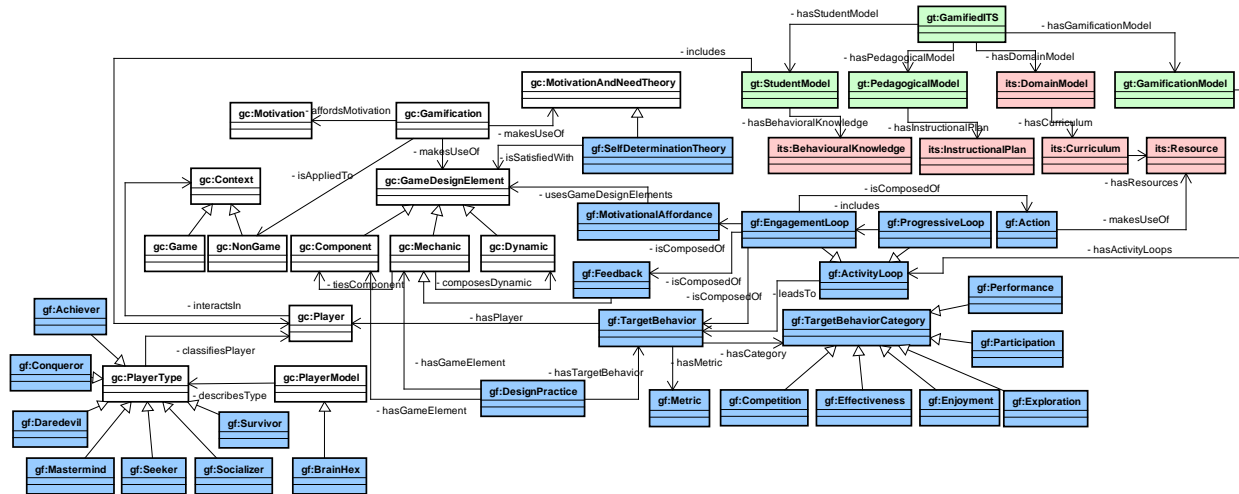 gt:GamifiedITS
- hasStudentModel
- hasGamificationModel
- includes
- hasPedagogicalModel
- hasDomainModel
gc:MotivationAndNeedTheory
gt:StudentModel
gt:PedagogicalModel
its:DomainModel
gt:GamificationModel
gc:Motivation
- affordsMotivation
gc:Gamification
- makesUseOf
- hasBehavioralKnowledge
- hasInstructionalPlan
- hasCurriculum
gf:SelfDeterminationTheory
its:BehaviouralKnowledge
its:InstructionalPlan
its:Curriculum
its:Resource
- makesUseOf
- isSatisfiedWith
- isAppliedTo
gc:Context
gc:GameDesignElement
- usesGameDesignElements
- isComposedOf
- hasResources
- includes
gf:MotivationalAffordance
gf:EngagementLoop
gf:ProgressiveLoop
gf:Action
- makesUseOf
gc:Game
gc:NonGame
gc:Component
gc:Mechanic
gc:Dynamic
- isComposedOf
- hasActivityLoops
gf:Feedback
gf:ActivityLoop
- tiesComponent
- composesDynamic
- isComposedOf
- leadsTo
gf:Performance
- isComposedOf
gf:Achiever
- interactsIn
gc:Player
- hasPlayer
gf:TargetBehavior
gf:TargetBehaviorCategory
gf:Participation
- classifiesPlayer
- hasCategory
gf:Conqueror
gc:PlayerType
gc:PlayerModel
- hasGameElement
- hasMetric
- hasTargetBehavior
- describesType
gf:DesignPractice
gf:Metric
gf:Competition
gf:Effectiveness
gf:Enjoyment
gf:Exploration
- hasGameElement
gf:Daredevil
gf:Survivor
gf:Mastermind
gf:Seeker
gf:Socializer
gf:BrainHex